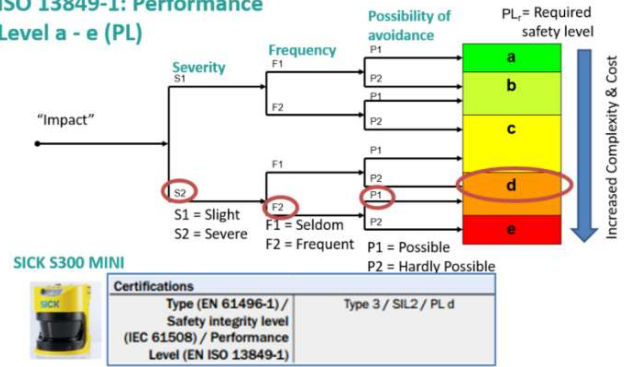 ISO 13849-1: Performance
Level a - e (PL)
Possibility of
avoidance
PLr= Required
safety level
Frequency
Severity
S1
F1
P1
P2
a
b
F2
P1
P2
c
"Impact"
F1
P1
P2
d
S2
F2
P1
P2
e
Increased Complexity & Cost
S1 = Slight
S2 = Severe
F1 = Seldom
F2 = Frequent
P1 = Possible
P2 = Hardly Possible
SICK S300 MINI
SICK
Certifications
Type (EN 61496-1) /
Safety integrity level
(IEC 61508) / Performance
Level (EN ISO 13849-1)
Type 3 / SIL2 / PL d